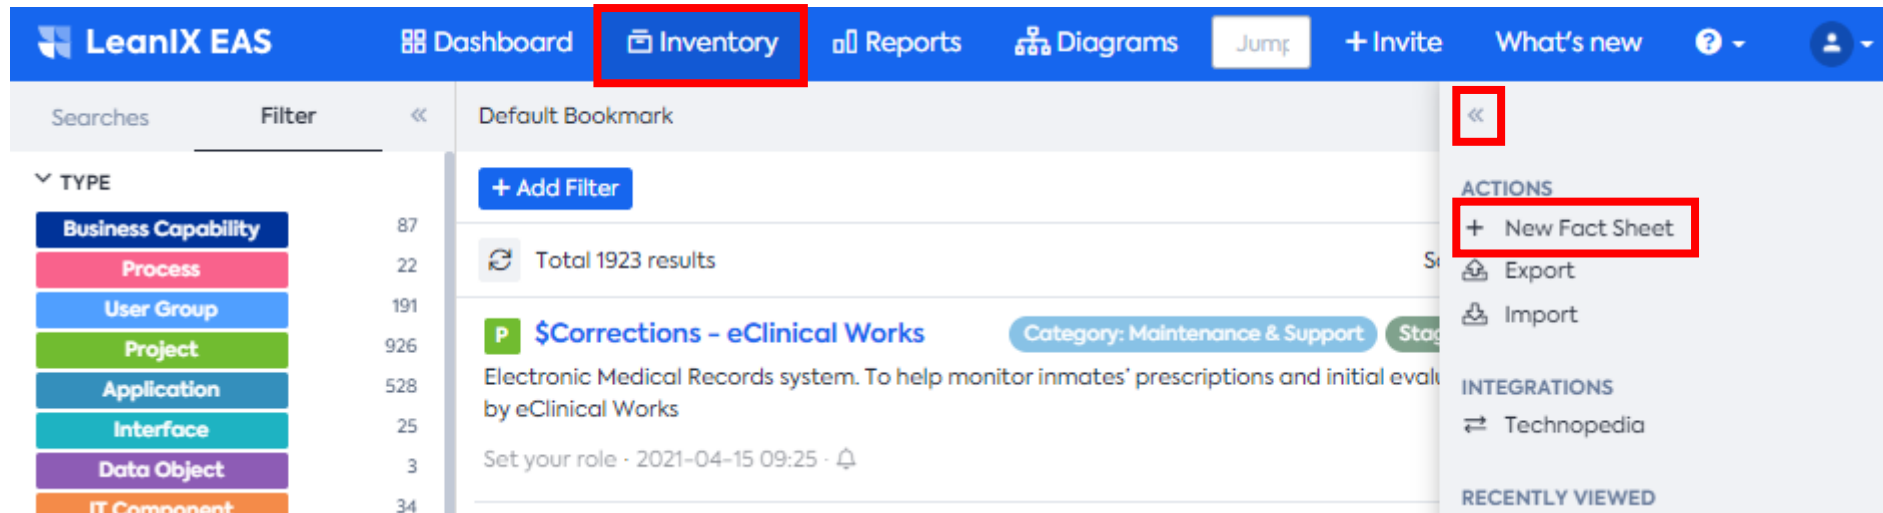 LeanIX EAS Dashboard Inventory Reports Diagrams Jump + Invite What's new ?
Searches Filter « Default Bookmark «
TYPE
+ Add Filter
ACTIONS
Business Capability 87
+ New Fact Sheet
Process 22
Total 1923 results
Export
User Group 191
Import
Project 926
P $Corrections - eClinical Works Category: Maintenance & Support
Application 528
Electronic Medical Records system. To help monitor inmates' prescriptions and initial
INTEGRATIONS
by eClinical Works
Interface 25
Technopedia
Data Object 3
Set your role · 2021-04-15 09:25 ·
IT Component 34
RECENTLY VIEWED